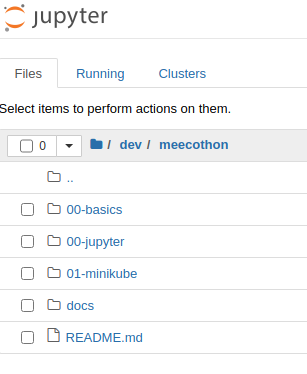 jupyter
Files Running Clusters
Select items to perform actions on them.
0 / dev / meecothon
..
00-basics
00-jupyter
01-minikube
docs
README.md